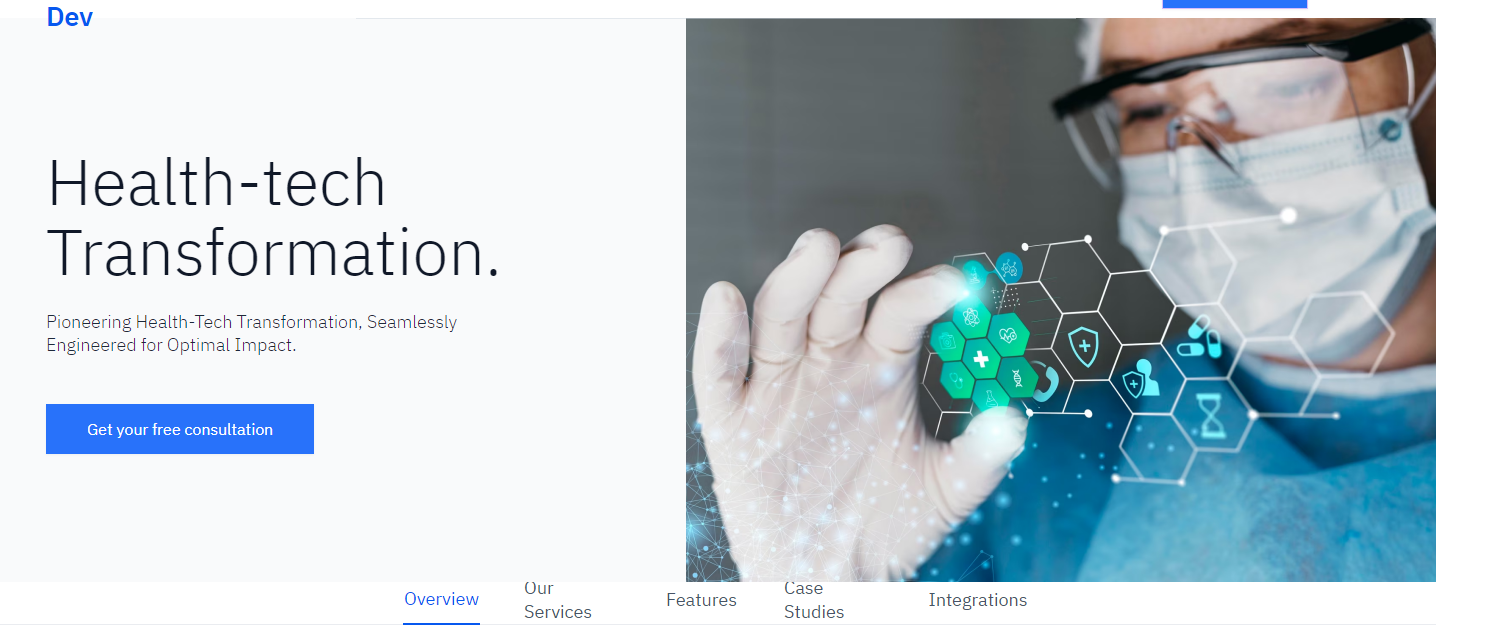 Dev
Health-tech
Transformation.
Pioneering Health-Tech Transformation, Seamlessly
Engineered for Optimal Impact.
Get your free consultation
Overview
Our
Services
Features
Case
Studies
Integrations